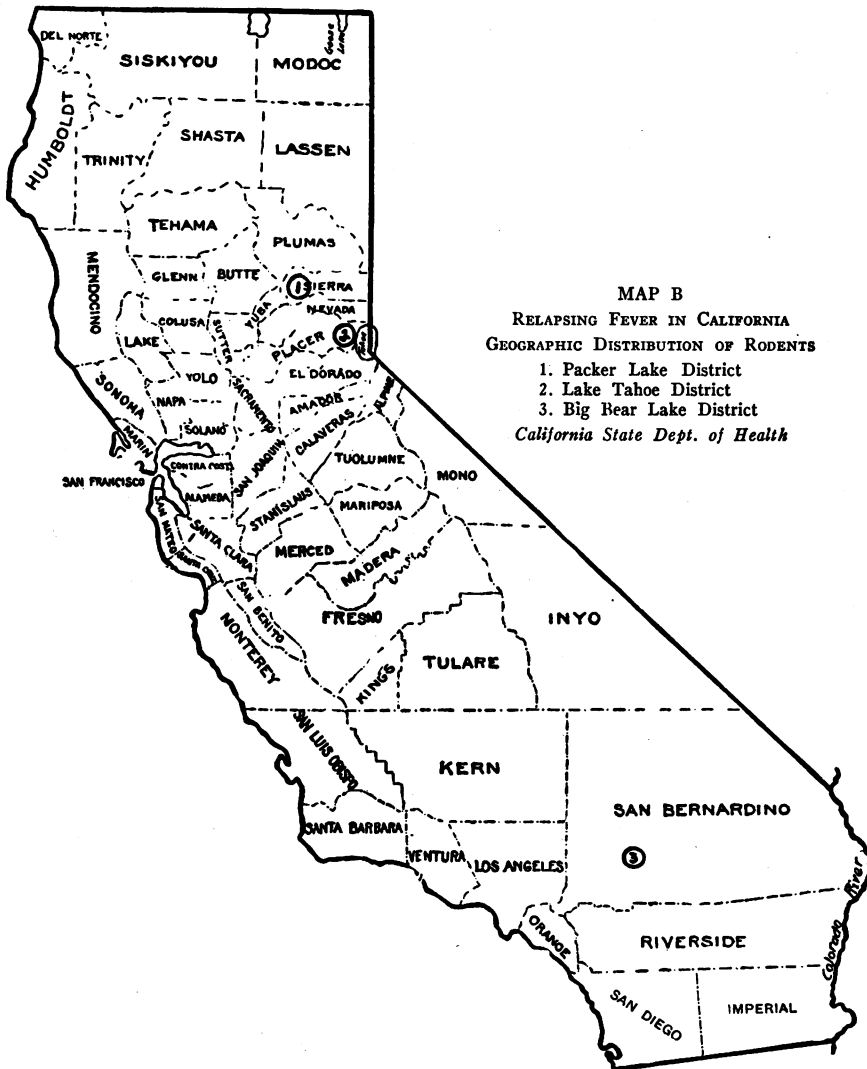 DEL NORTE
SISKIYOU
MODOC
Goose Lake
HUMBOLDT
TRINITY
SHASTA
LASSEN
TEHAMA
PLUMAS
MENDOCINO
GLENN
BUTTE
1
SIERRA
NEVADA
YUBA
COLUSA
SUTTER
LAKE
PLACER
2
YOLO
EL DORADO
SONOMA
NAPA
SACRAMENTO
AMADOR
ALPINE
SOLANO
CALAVERAS
MARIN
CONTRA COSTA
SAN JOAQUIN
TUOLUMNE
MONO
SAN FRANCISCO
ALAMEDA
STANISLAUS
MARIPOSA
SAN MATEO
SANTA CLARA
MERCED
MADERA
SANTA CRUZ
SAN BENITO
FRESNO
INYO
MONTEREY
KINGS
TULARE
SAN LUIS OBISPO
KERN
SAN BERNARDINO
SANTA BARBARA
VENTURA
LOS ANGELES
3
ORANGE
RIVERSIDE
Colorado River
SAN DIEGO
IMPERIAL
MAP B
RELAPSING FEVER IN CALIFORNIA
GEOGRAPHIC DISTRIBUTION OF RODENTS
1. Packer Lake District
2. Lake Tahoe District
3. Big Bear Lake District
California State Dept. of Health